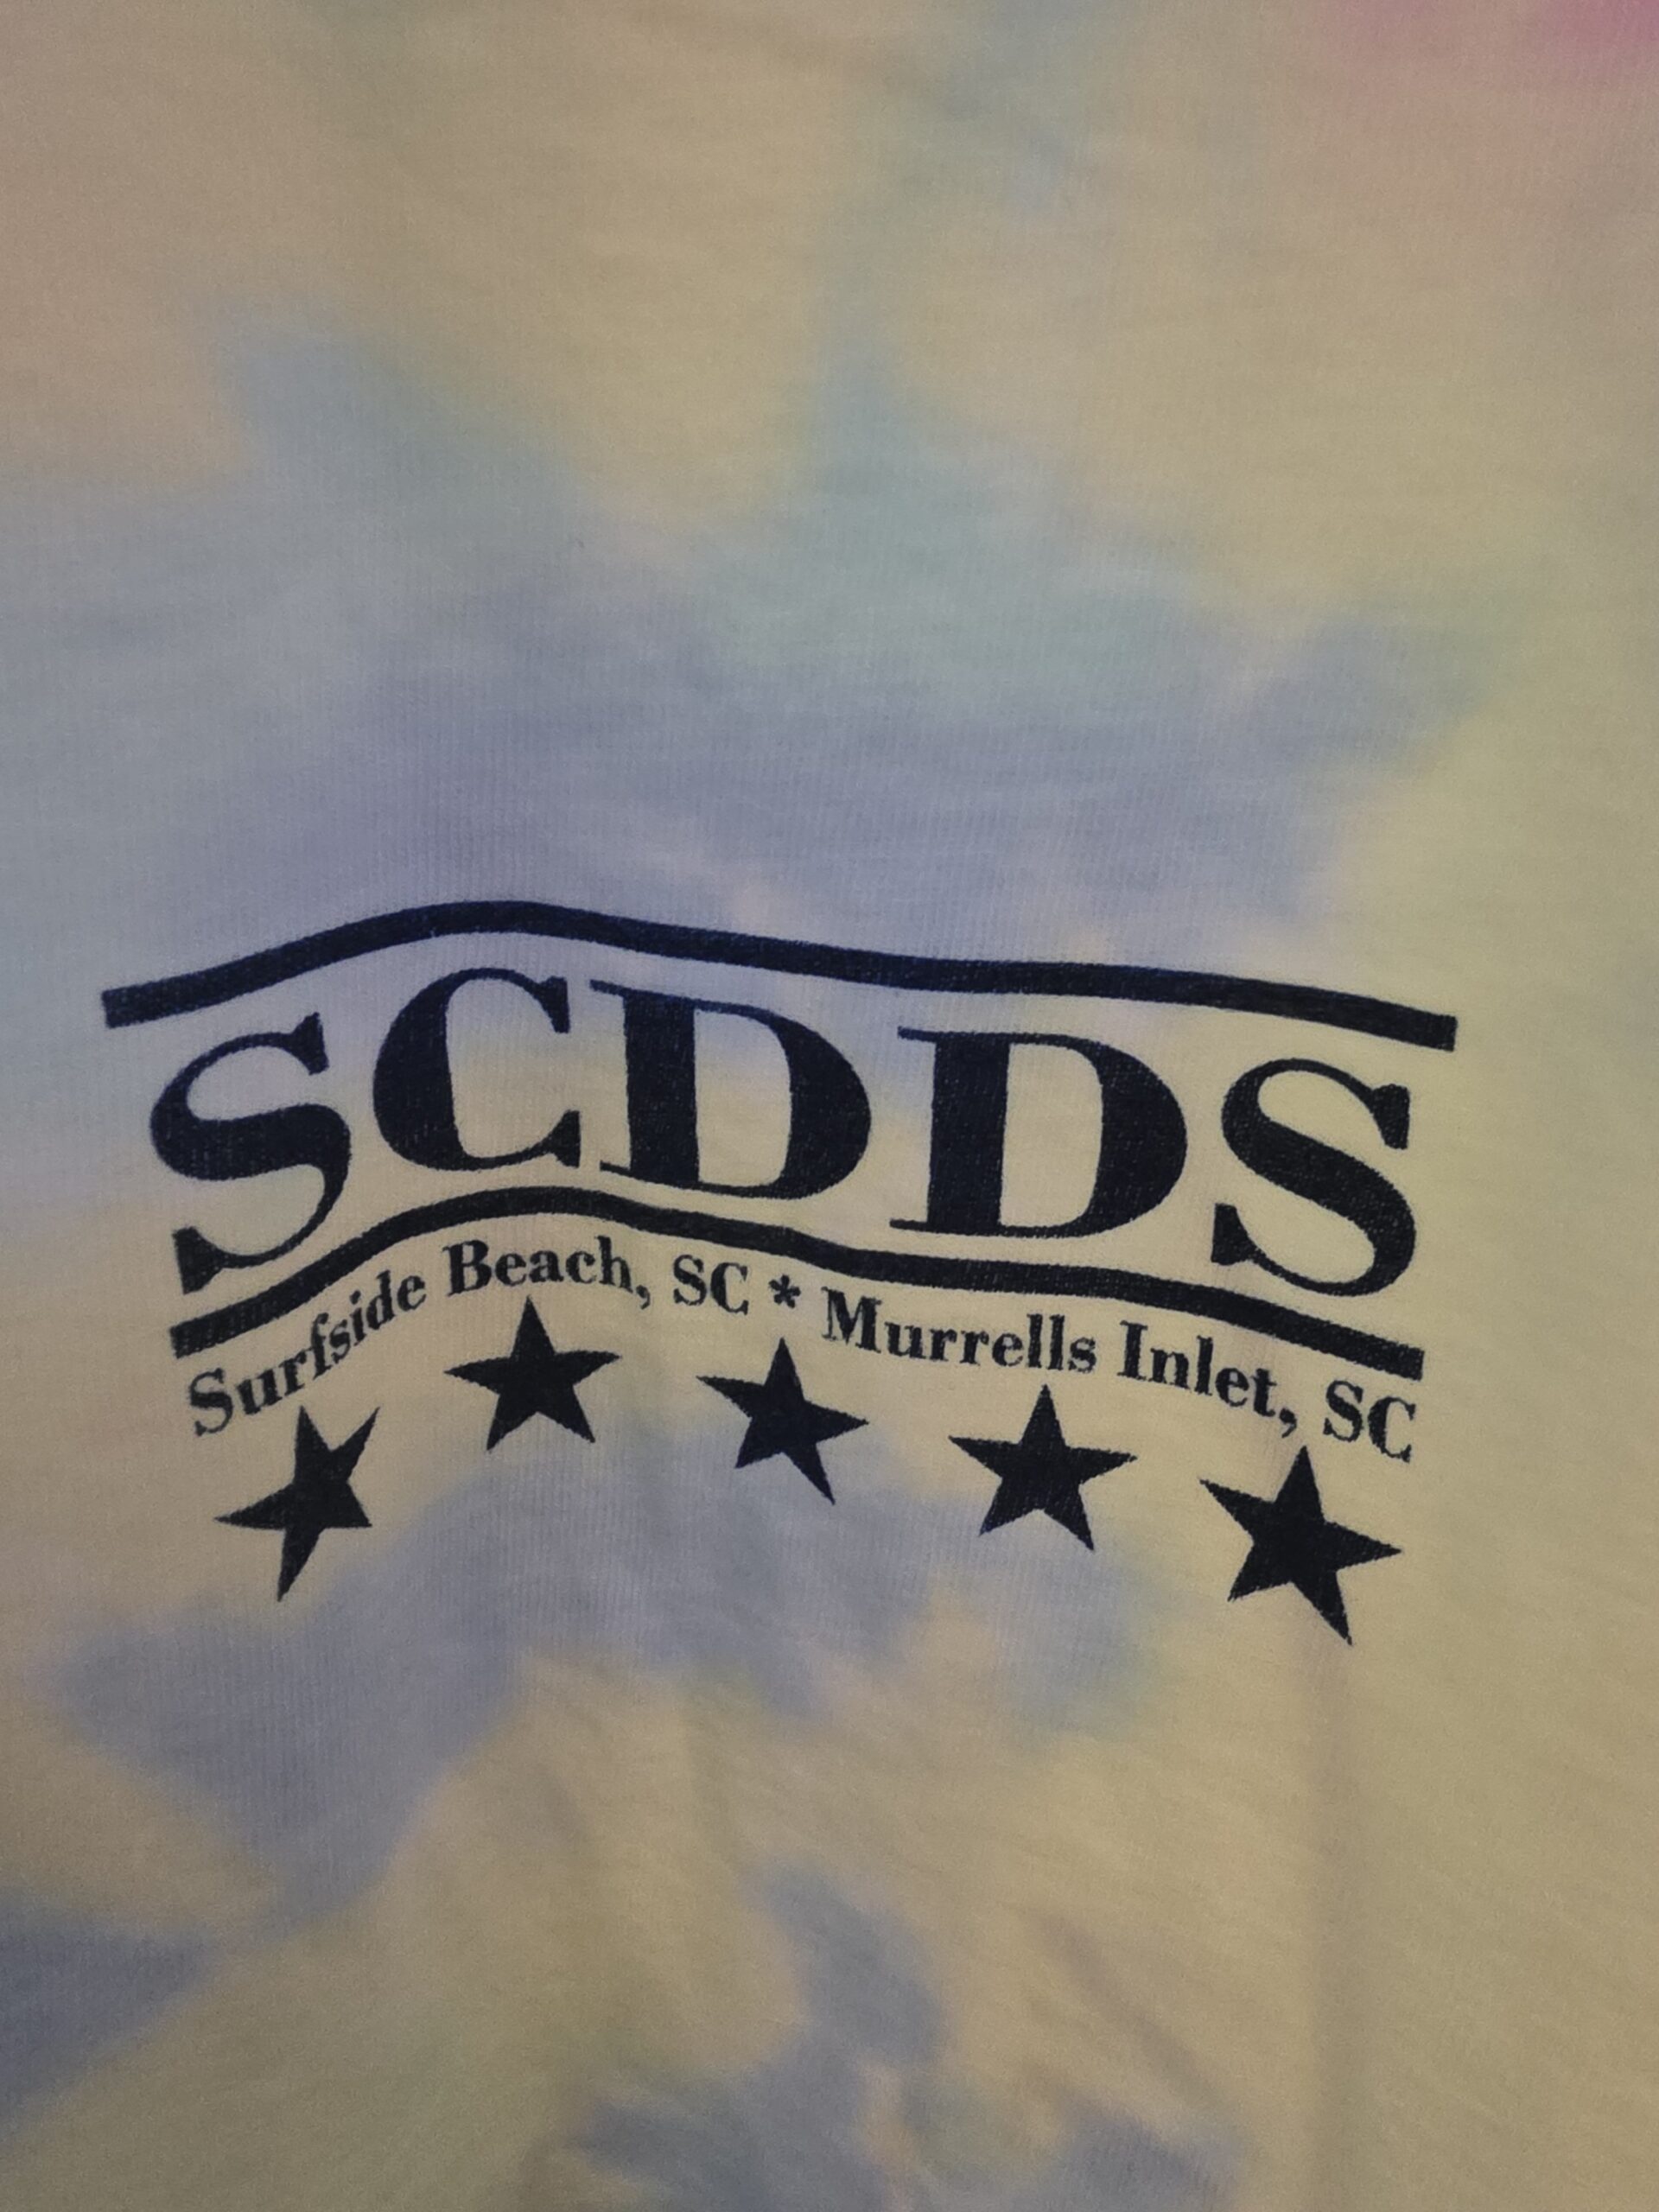 SCDDS
Surfside Beach, SC * Murrells Inlet, SC